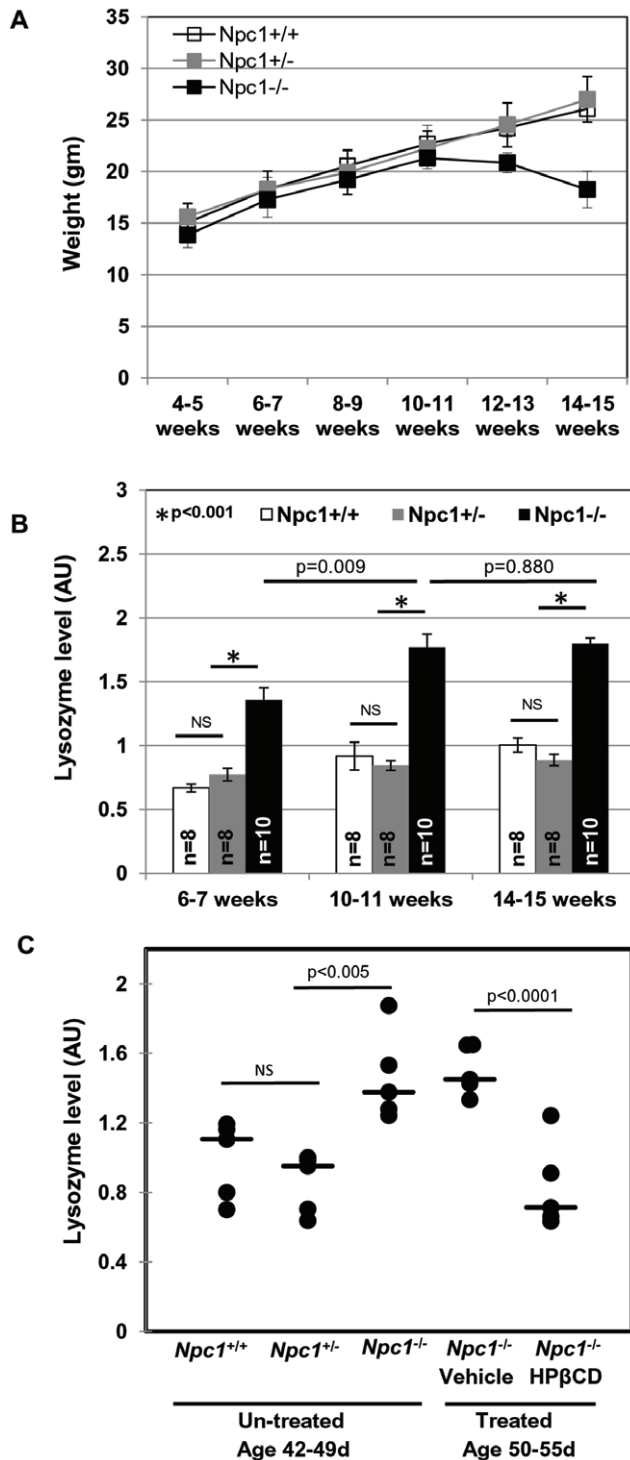 A
Npc1+/+
Npc1+/-
Npc1-/-
Weight (gm)
35
30
25
20
15
10
5
0
4-5 weeks
6-7 weeks
8-9 weeks
10-11 weeks
12-13 weeks
14-15 weeks
B
Lysozyme level (AU)
3
2.5
2
1.5
1
0.5
0
*p<0.001 Npc1+/+ Npc1+/- Npc1-/-
p=0.009 p=0.880
* * *
NS NS NS
n=8 n=8 n=10 n=8 n=8 n=10 n=8 n=8 n=10
6-7 weeks 10-11 weeks 14-15 weeks
C
Lysozyme level (AU)
2
1.6
1.2
0.8
0.4
0
p<0.005
p<0.0001
NS
Npc1+/+ Npc1+/- Npc1-/- Npc1-/- Npc1-/-
Vehicle HPβCD
Un-treated Treated
Age 42-49d Age 50-55d